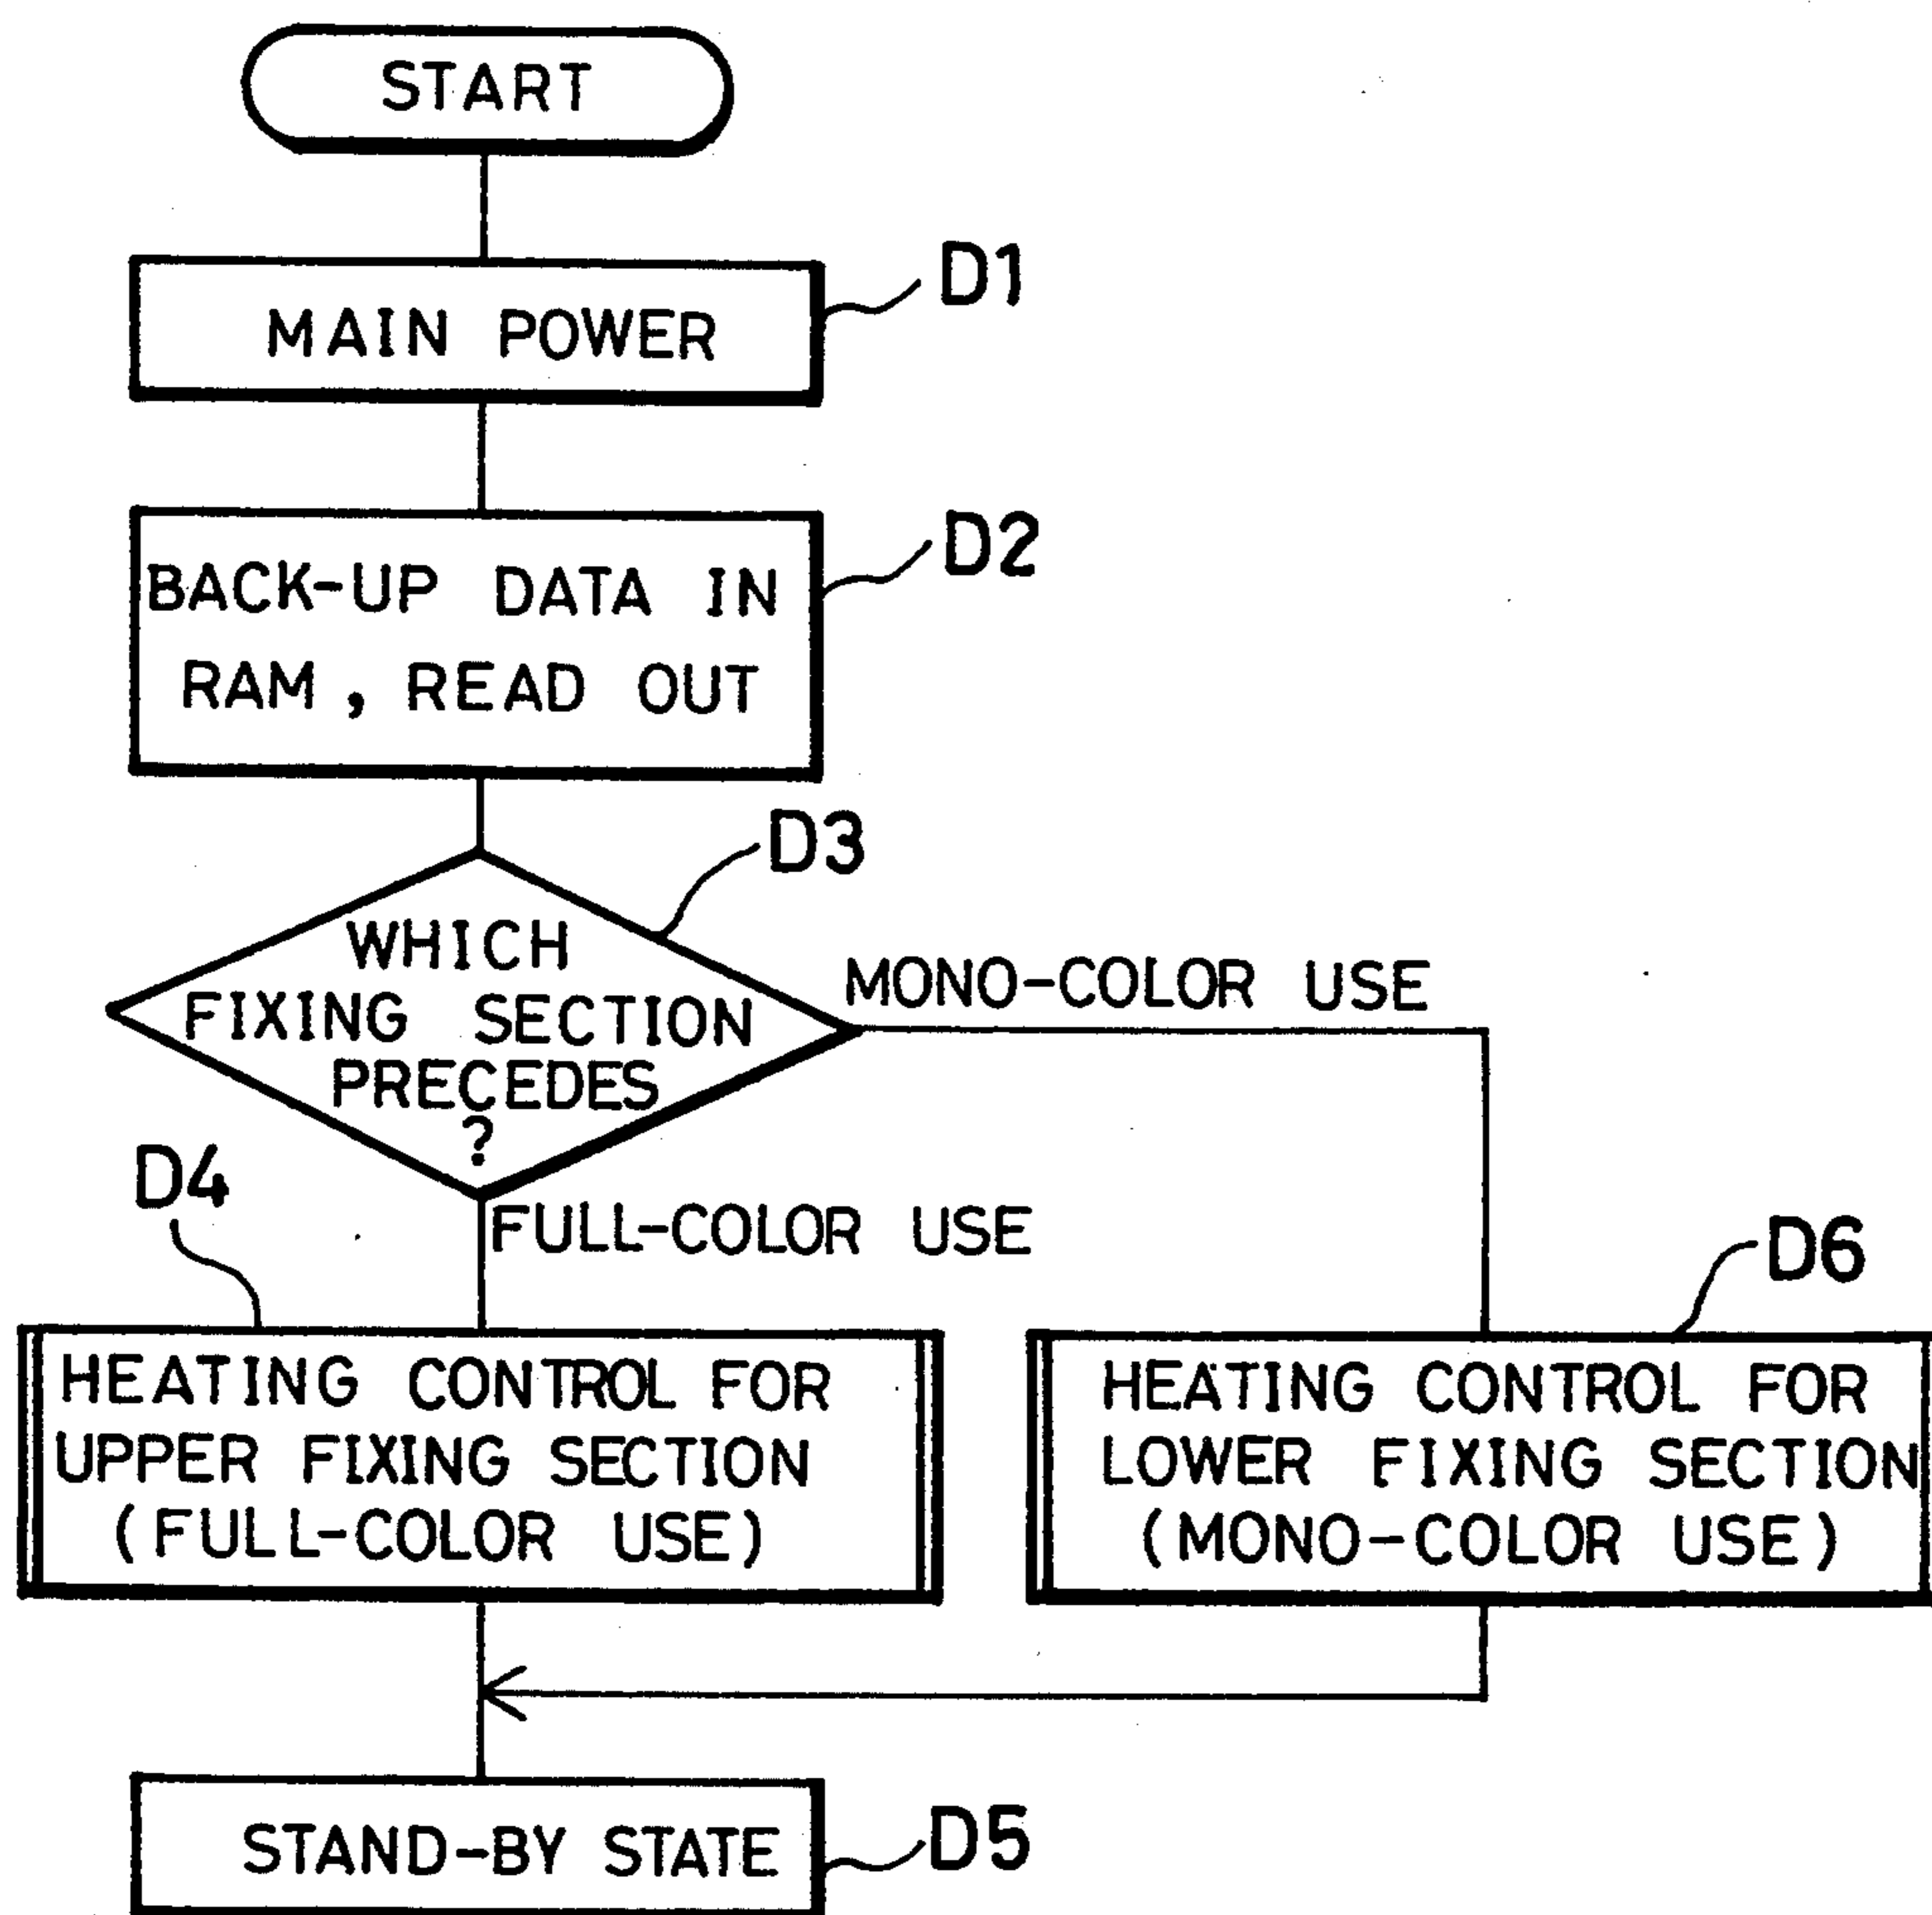 START
MAIN POWER
D1
BACK-UP DATA IN
RAM, READ OUT
D2
D3
WHICH
FIXING SECTION
PRECEDES
?
MONO-COLOR USE
FULL-COLOR USE
D4
HEATING CONTROL FOR
UPPER FIXING SECTION
(FULL-COLOR USE)
D6
HEATING CONTROL FOR
LOWER FIXING SECTION
(MONO-COLOR USE)
STAND-BY STATE
D5